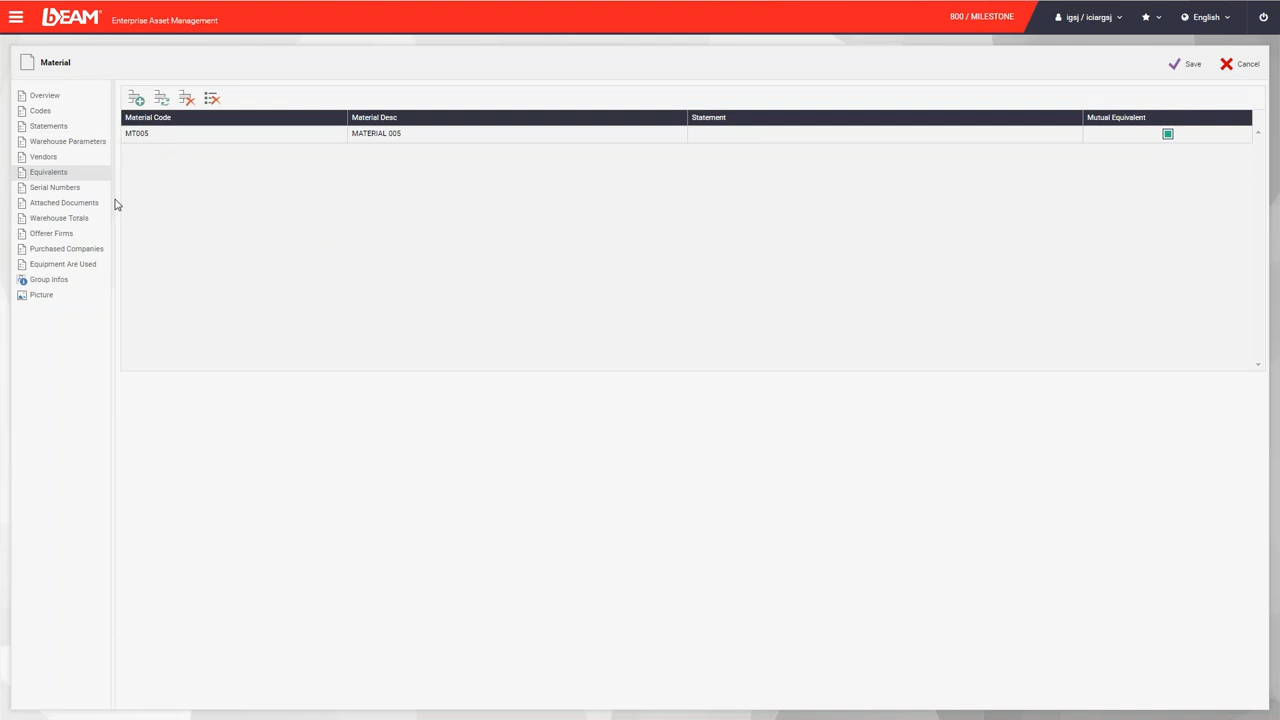 bEAM® Enterprise Asset Management 800 / MILESTONE igsj / iciargsj English
Material Save Cancel
Overview
Codes
Statements
Warehouse Parameters
Vendors
Equivalents
Serial Numbers
Attached Documents
Warehouse Totals
Offerer Firms
Purchased Companies
Equipment Are Used
Group Infos
Picture
Material Code Material Desc Statement Mutual Equivalent
MT005 MATERIAL 005